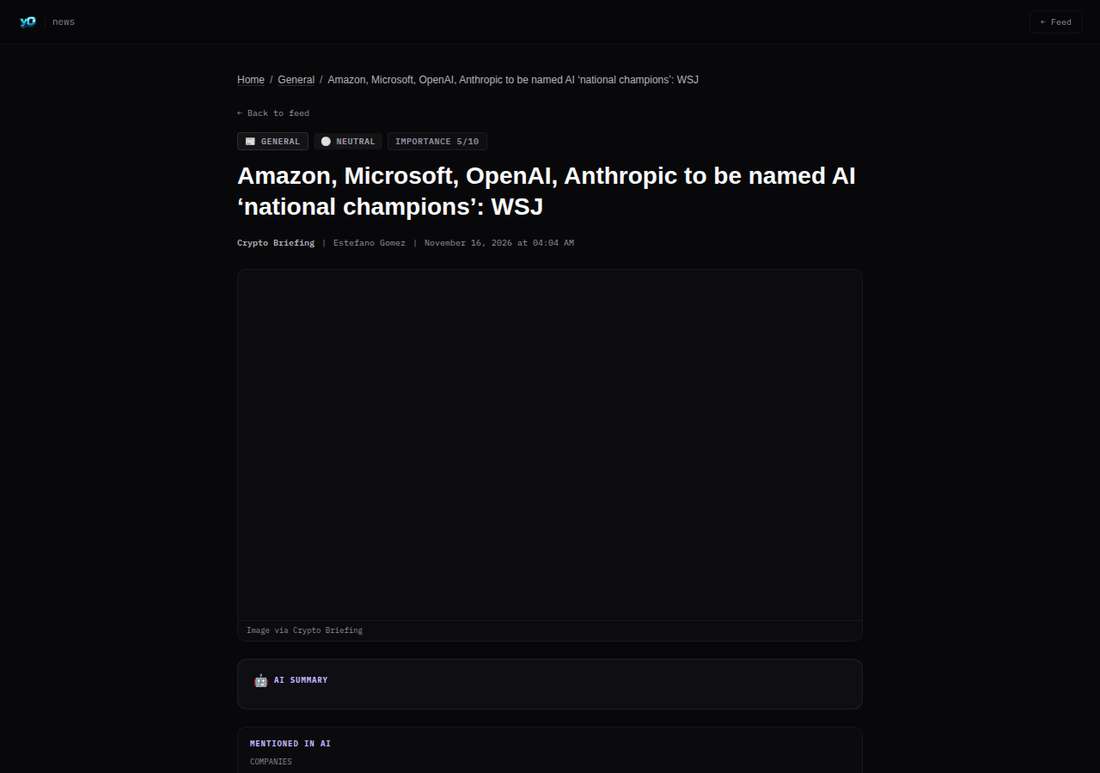 yo news
← Feed
Home / General / Amazon, Microsoft, OpenAI, Anthropic to be named AI ‘national champions’: WSJ
← Back to feed
GENERAL NEUTRAL IMPORTANCE 5/10
Amazon, Microsoft, OpenAI, Anthropic to be named AI
‘national champions’: WSJ
Crypto Briefing | Estefano Gomez | November 16, 2026 at 04:04 AM
Image via Crypto Briefing
AI SUMMARY
MENTIONED IN AI
COMPANIES